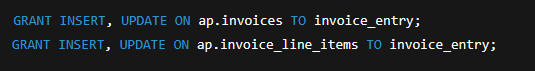 GRANT INSERT, UPDATE ON ap.invoices TO invoice_entry;
GRANT INSERT, UPDATE ON ap.invoice_line_items TO invoice_entry;